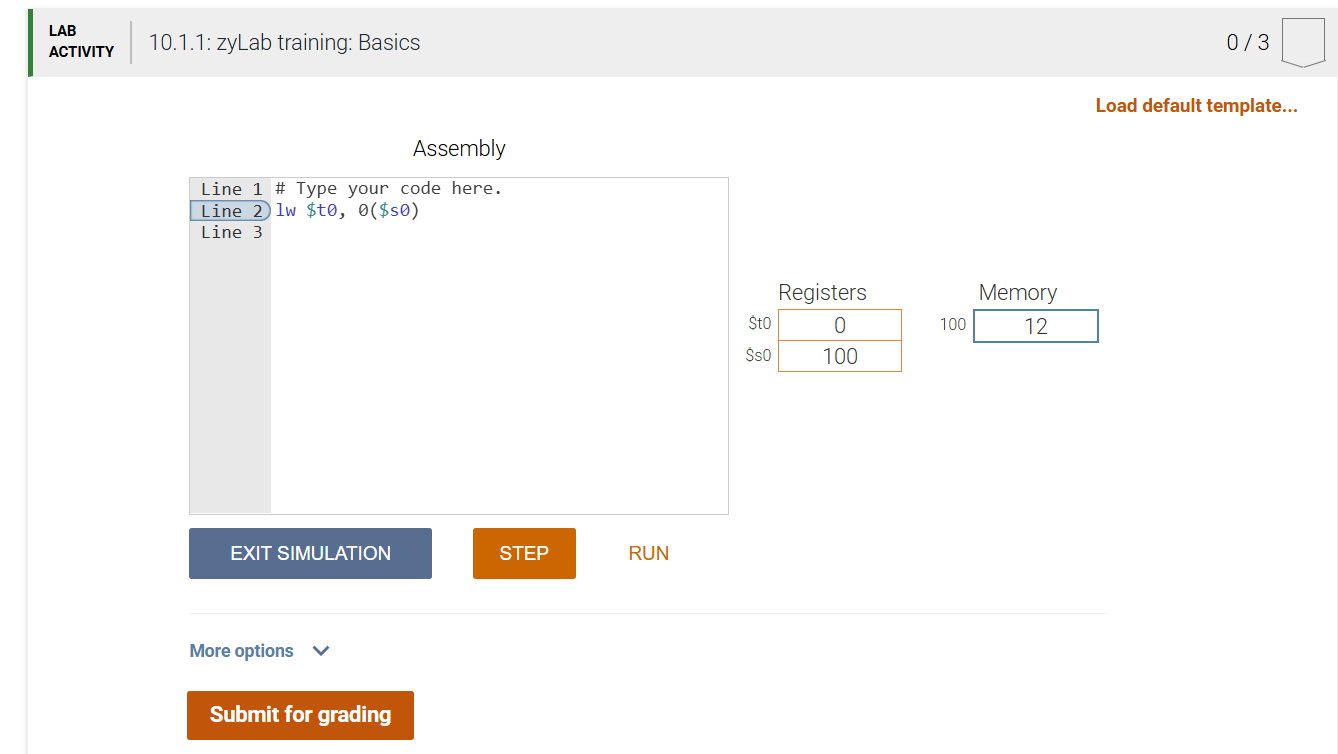 LAB
ACTIVITY
10.1.1: zyLab training: Basics
0 / 3
Load default template...
Assembly
Line 1 # Type your code here.
Line 2 lw $t0, 0($s0)
Line 3
Registers
Memory
$t0 0
100 12
$s0 100
EXIT SIMULATION
STEP
RUN
More options
Submit for grading